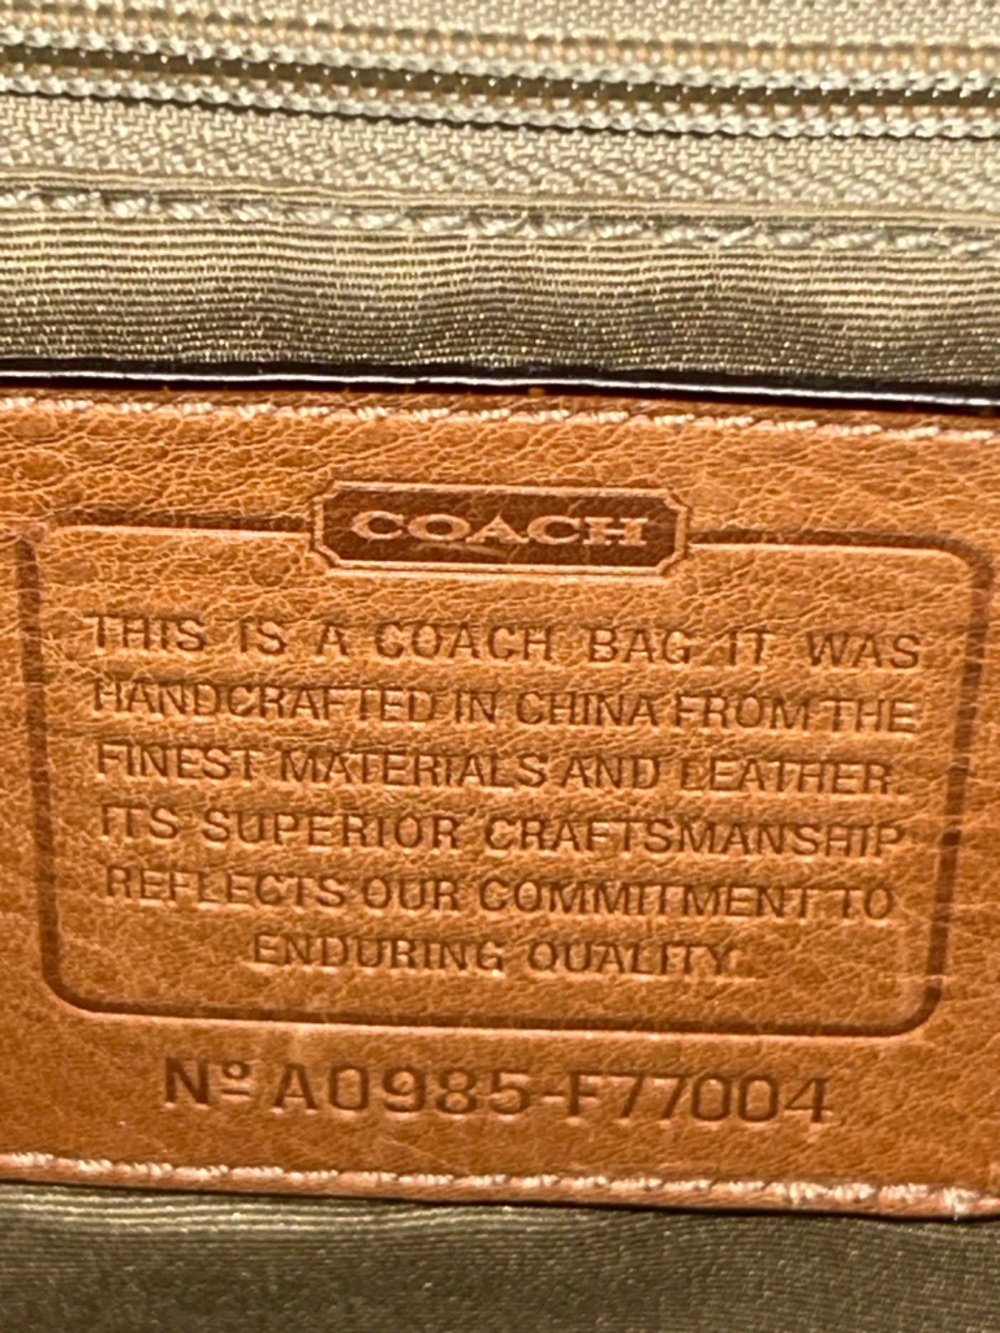 COACH
THIS IS A COACH BAG IT WAS
HANDCRAFTED IN CHINA FROM THE
FINEST MATERIALS AND LEATHER.
ITS SUPERIOR CRAFTSMANSHIP
REFLECTS OUR COMMITMENT TO
ENDURING QUALITY.
Nº A0985-F77004